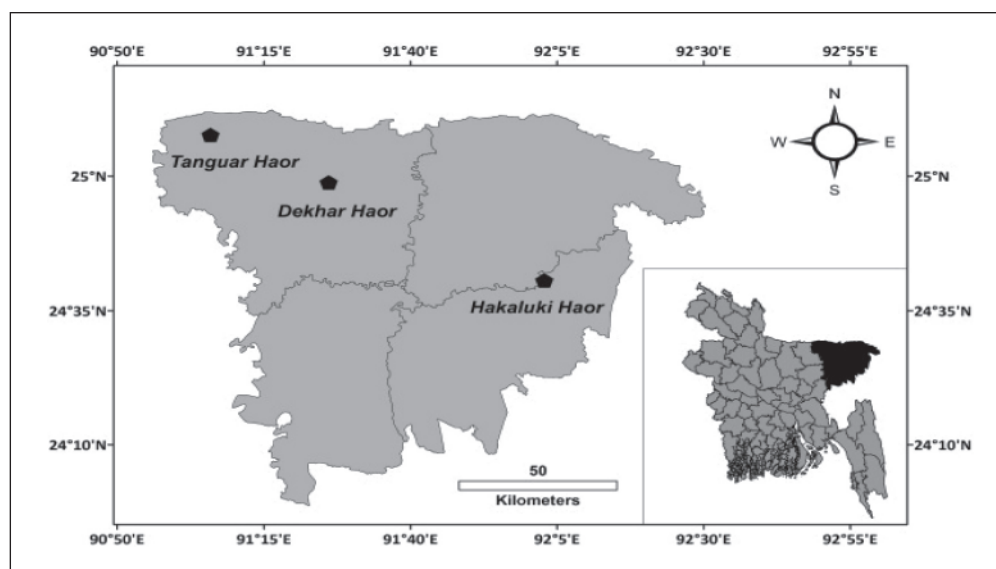 90°50'E 91°15'E 91°40'E 92°5'E 92°30'E 92°55'E
N
W E
S
Tanguar Haor
25°N 25°N
Dekhar Haor
24°35'N Hakaluki Haor 24°35'N
24°10'N 24°10'N
50
Kilometers
90°50'E 91°15'E 91°40'E 92°5'E 92°30'E 92°55'E